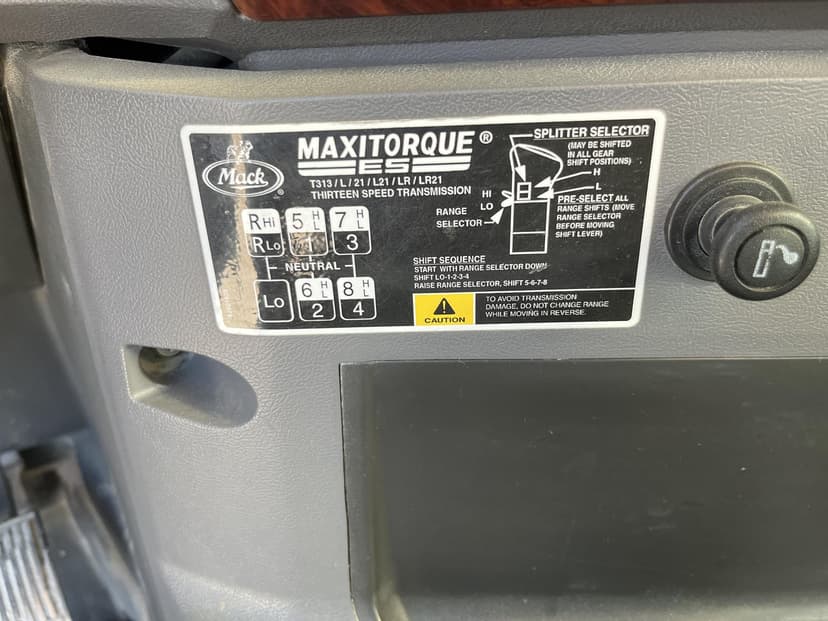 Mack
®
MAXITORQUE ®
ES
T313 / L / 21 / L21 / LR / LR21
THIRTEEN SPEED TRANSMISSION
SPLITTER SELECTOR
(MAY BE SHIFTED
IN ALL GEAR
SHIFT POSITIONS)
H
L
HI
LO
RANGE
SELECTOR
PRE-SELECT ALL
RANGE SHIFTS (MOVE
RANGE SELECTOR
BEFORE MOVING
SHIFT LEVER)
R HI 5 H L 7 H L
R LO 1 3
NEUTRAL
LO 6 H L 8 H L
2 4
SHIFT SEQUENCE
START WITH RANGE SELECTOR DOWN
SHIFT LO-1-2-3-4
RAISE RANGE SELECTOR, SHIFT 5-6-7-8
CAUTION
TO AVOID TRANSMISSION
DAMAGE, DO NOT CHANGE RANGE
WHILE MOVING IN REVERSE.